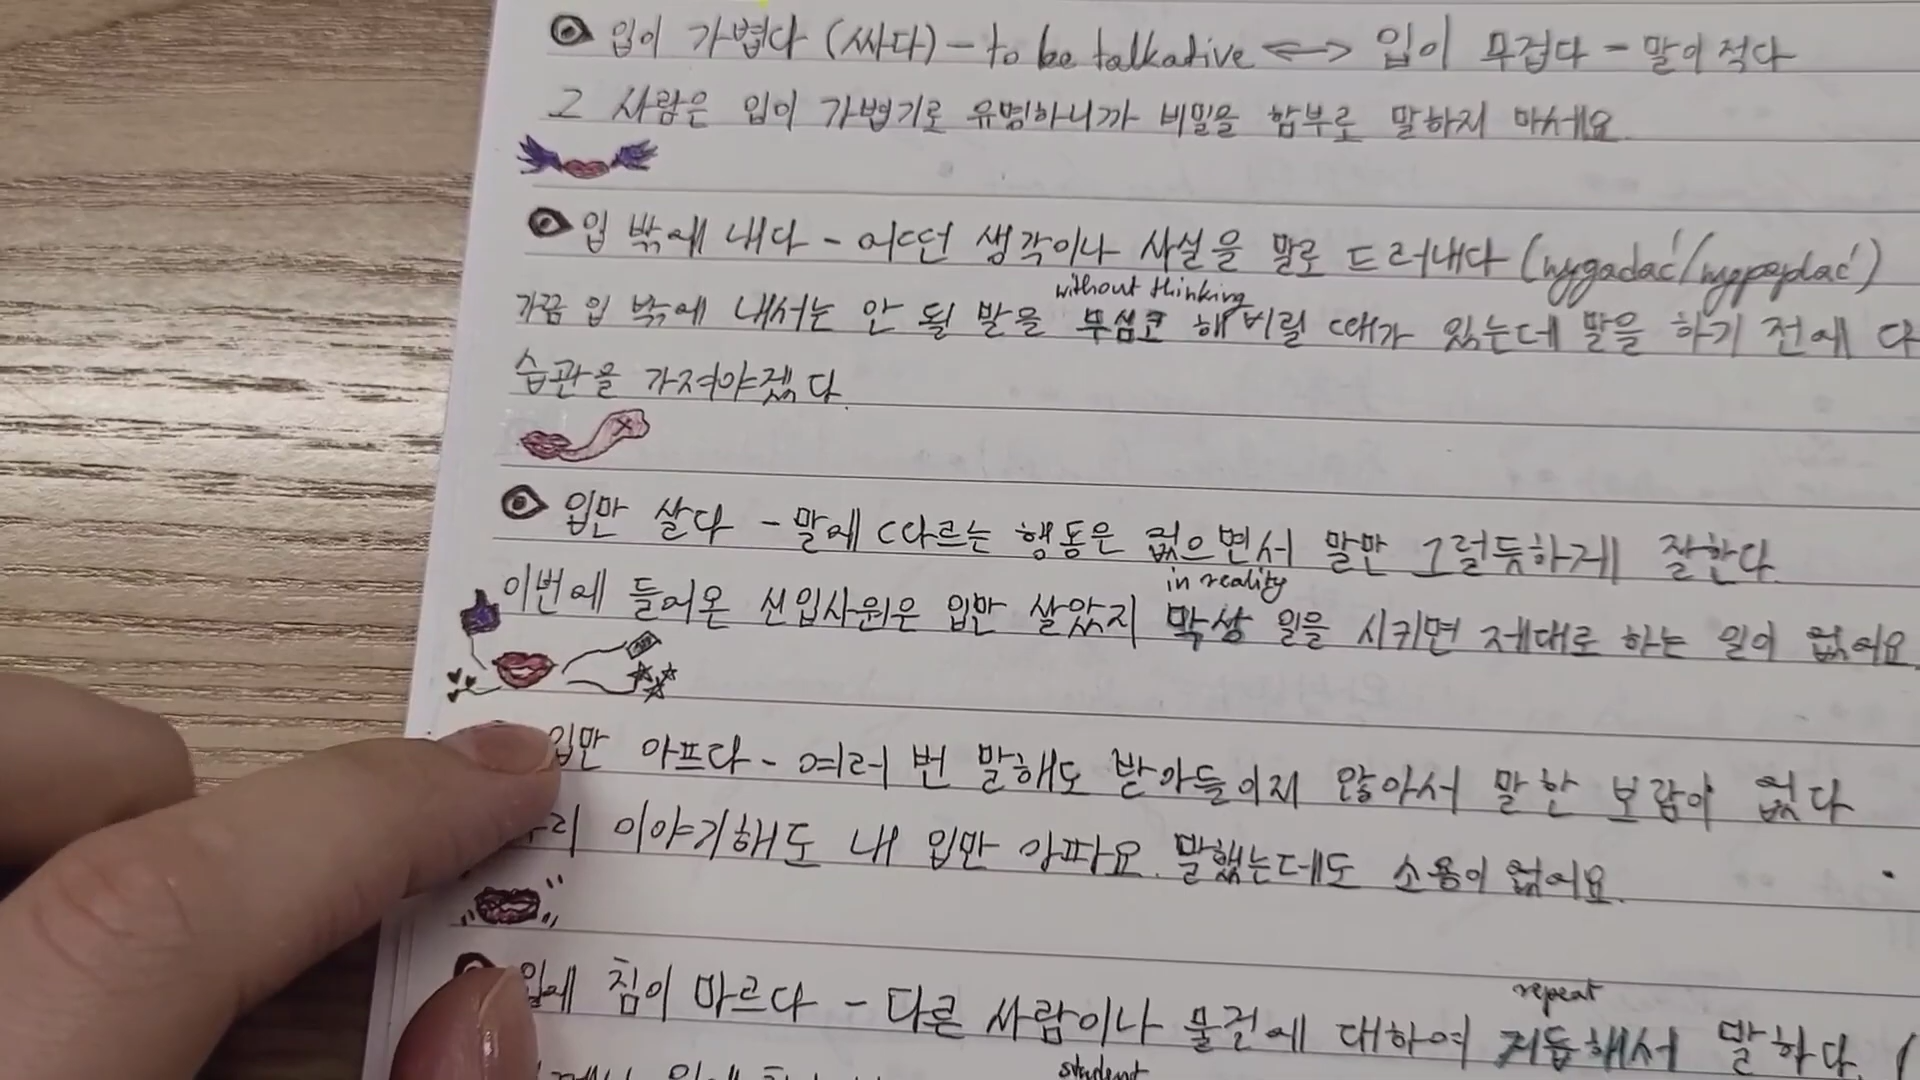 입이 가볍다 (싸다) – to be talkative ↔ 입이 무겁다 – 말이 적다
그 사람은 입이 가볍기로 유명하니까 비밀을 함부로 말하지 마세요.
입 밖에 내다 – 어떤 생각이나 사실을 말로 드러내다 (wygadać/wypaplać)
without thinking
가끔 입 밖에 내서는 안 될 말을 무심코 해 버릴 때가 있는데 말을 하기 전에 다
습관을 가져야겠다.
입만 살다 – 말에 따르는 행동은 없으면서 말만 그럴듯하게 잘한다.
in reality
이번에 들어온 신입사원은 입만 살았지 막상 일을 시키면 제대로 하는 일이 없어요.
입만 아프다 – 여러 번 말해도 받아들이지 않아서 말한 보람이 없다
이야기해도 내 입만 아파요. 말했는데도 소용이 없어요.
repeat
입에 침이 마르다 – 다른 사람이나 물건에 대하여 거듭해서 말하다. (
student